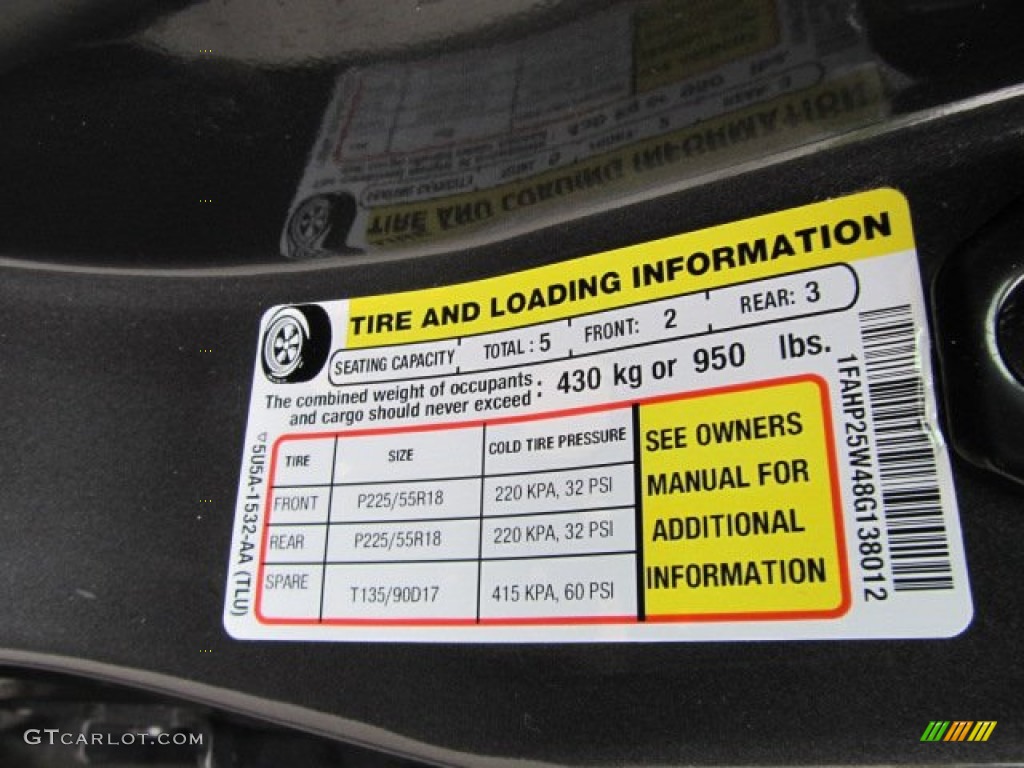 TIRE AND LOADING INFORMATION
SEATING CAPACITY TOTAL : 5 FRONT: 2 REAR: 3
The combined weight of occupants
and cargo should never exceed : 430 kg or 950 lbs.
TIRE SIZE COLD TIRE PRESSURE
FRONT P225/55R18 220 KPA, 32 PSI
REAR P225/55R18 220 KPA, 32 PSI
SPARE T135/90D17 415 KPA, 60 PSI
SEE OWNERS
MANUAL FOR
ADDITIONAL
INFORMATION
5U5A-1532-AA (TLU)
1FAHP25W48G138012
GTCARLOT.COM